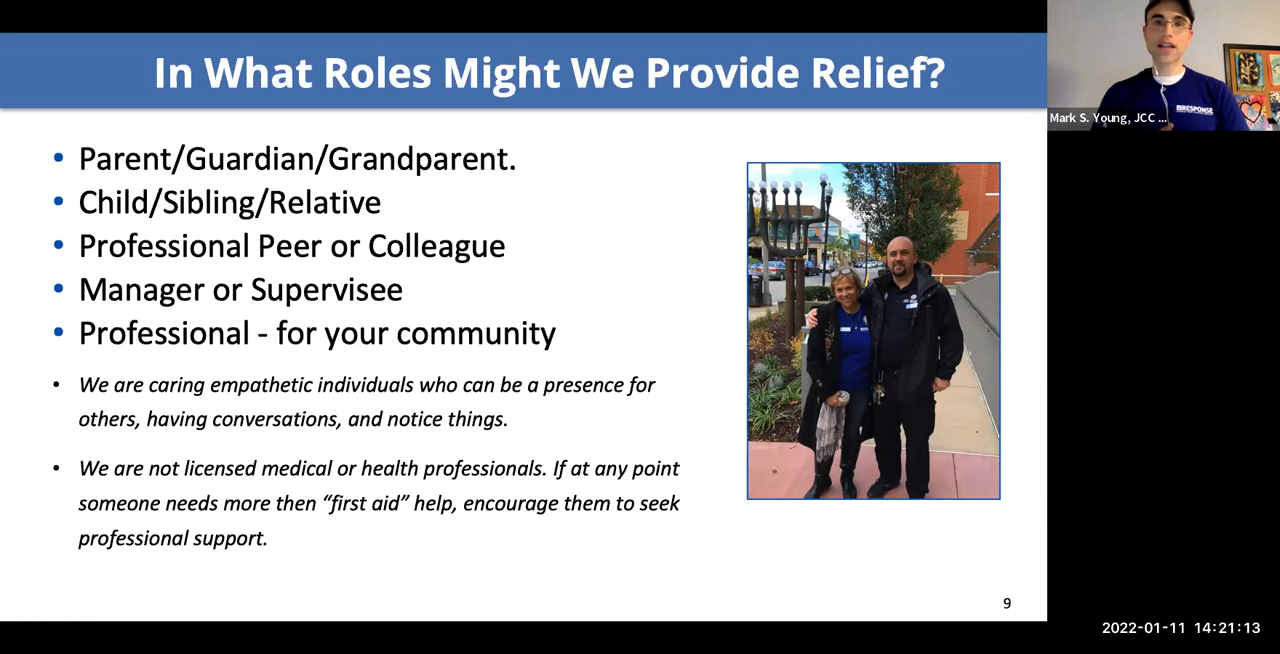 In What Roles Might We Provide Relief?
Mark S. Young, JCC ...
RESPONSE
• Parent/Guardian/Grandparent.
• Child/Sibling/Relative
• Professional Peer or Colleague
• Manager or Supervisee
• Professional - for your community
• We are caring empathetic individuals who can be a presence for
others, having conversations, and notice things.
• We are not licensed medical or health professionals. If at any point
someone needs more then “first aid” help, encourage them to seek
professional support.
9
2022-01-11 14:21:13